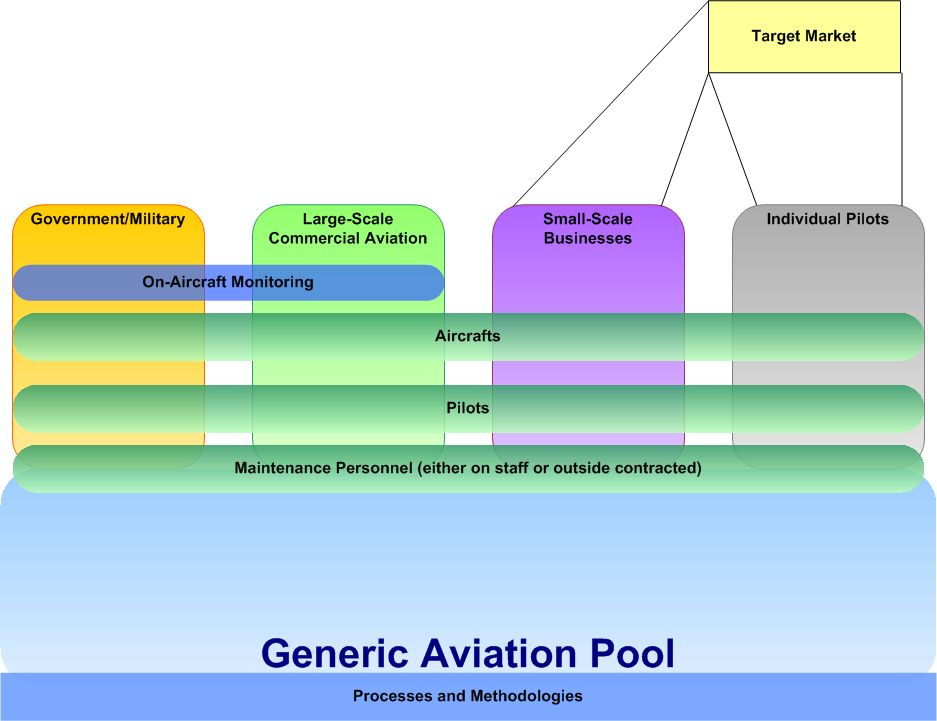 Target Market
Government/Military
Large-Scale
Commercial Aviation
Small-Scale
Businesses
Individual Pilots
On-Aircraft Monitoring
Aircrafts
Pilots
Maintenance Personnel (either on staff or outside contracted)
Generic Aviation Pool
Processes and Methodologies